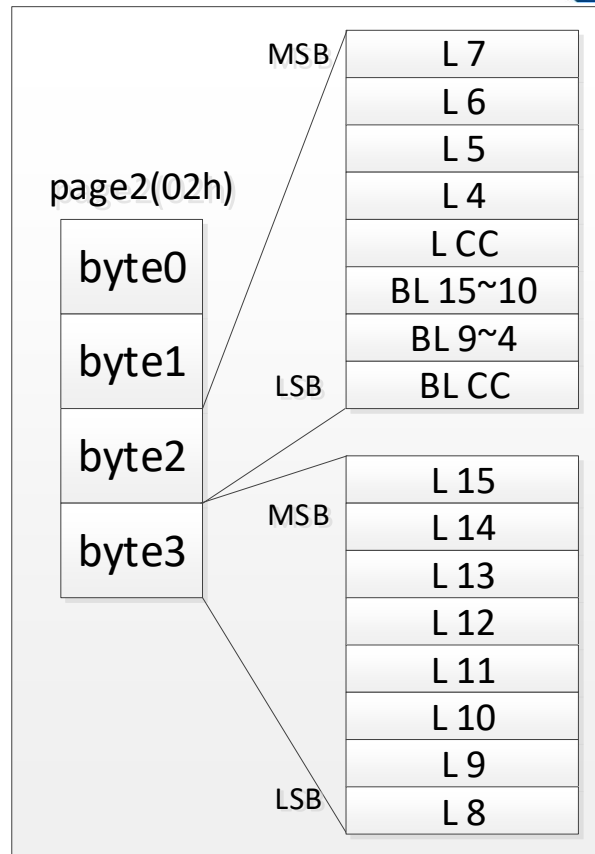 page2(02h)
byte0
byte1
byte2
byte3
MSB
L 7
L 6
L 5
L 4
L CC
BL 15~10
BL 9~4
LSB
BL CC
L 15
MSB
L 14
L 13
L 12
L 11
L 10
L 9
LSB
L 8